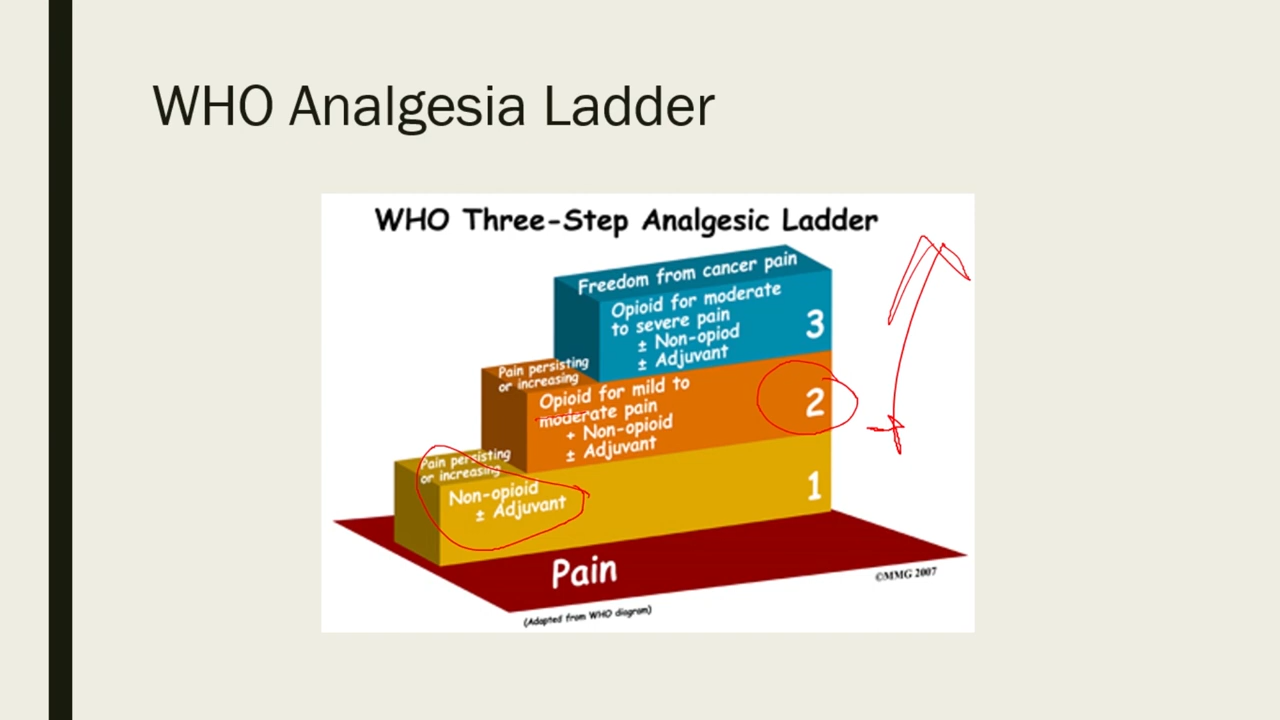 WHO Analgesia Ladder
WHO Three-Step Analgesic Ladder
Freedom from cancer pain
Opioid for moderate
to severe pain
± Non-opiod
± Adjuvant
3
Pain persisting
or increasing
Opioid for mild to
moderate pain
+ Non-opioid
± Adjuvant
2
Pain persisting
or increasing
Non-opioid
± Adjuvant
1
Pain
©MMG 2007
(Adapted from WHO diagram)